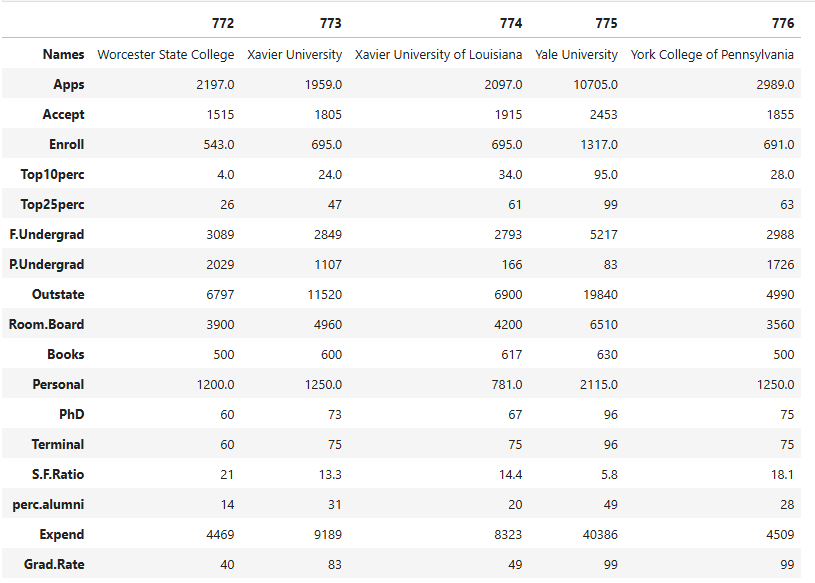 772 773 774 775 776
Names Worcester State College Xavier University Xavier University of Louisiana Yale University York College of Pennsylvania
Apps 2197.0 1959.0 2097.0 10705.0 2989.0
Accept 1515 1805 1915 2453 1855
Enroll 543.0 695.0 695.0 1317.0 691.0
Top10perc 4.0 24.0 34.0 95.0 28.0
Top25perc 26 47 61 99 63
F.Undergrad 3089 2849 2793 5217 2988
P.Undergrad 2029 1107 166 83 1726
Outstate 6797 11520 6900 19840 4990
Room.Board 3900 4960 4200 6510 3560
Books 500 600 617 630 500
Personal 1200.0 1250.0 781.0 2115.0 1250.0
PhD 60 73 67 96 75
Terminal 60 75 75 96 75
S.F.Ratio 21 13.3 14.4 5.8 18.1
perc.alumni 14 31 20 49 28
Expend 4469 9189 8323 40386 4509
Grad.Rate 40 83 49 99 99